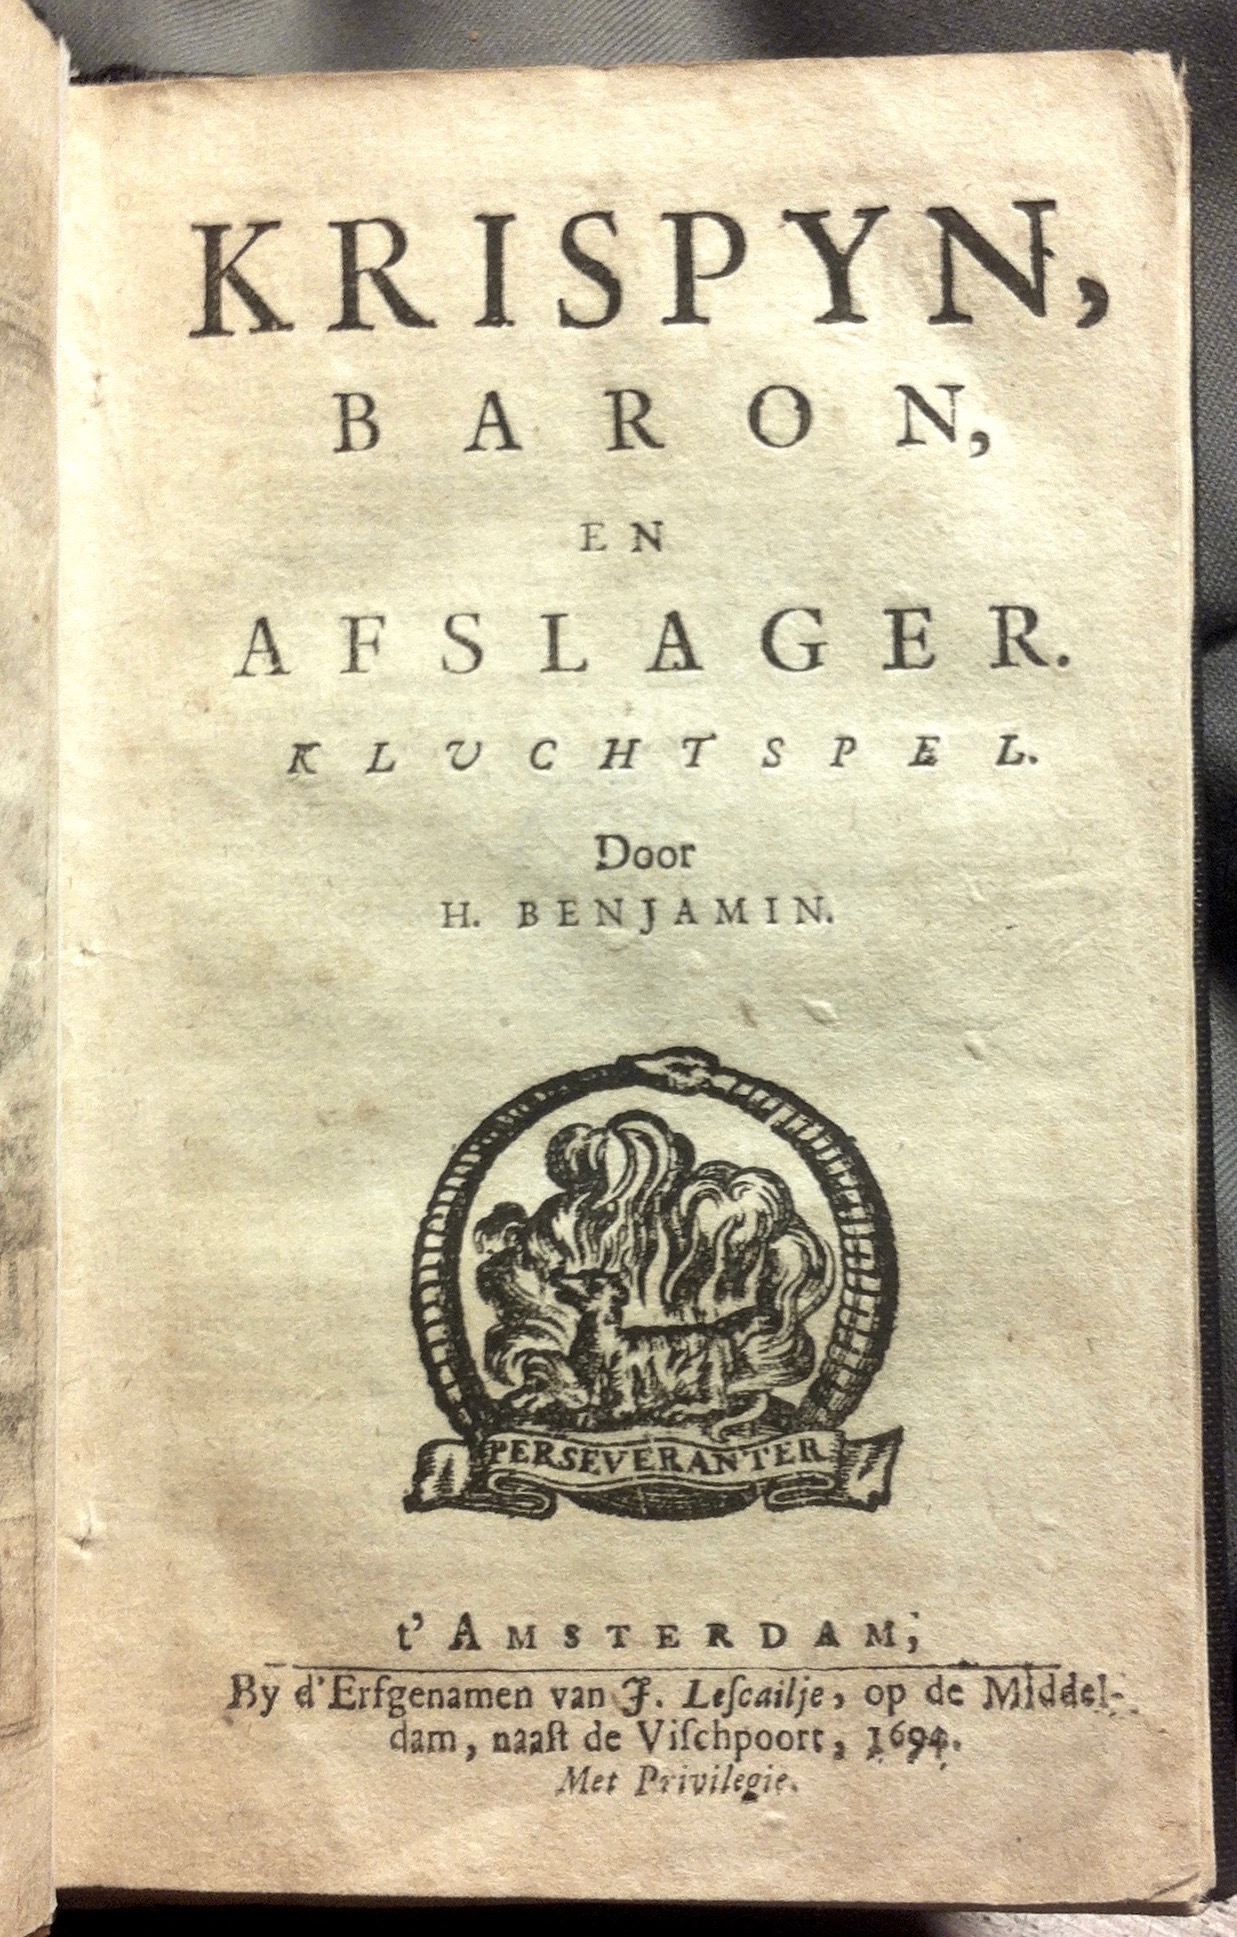 KRISPYN,
BARON,
EN
AFSLAGER.
KLUCHTSPEL.
Door
H. BENJAMIN.
PERSEVERANTER
t' AMSTERDAM,
By d'Erfgenamen van J. Leſcailje, op de Middel-
dam, naaſt de Viſchpoort, 1694.
Met Privilegie.